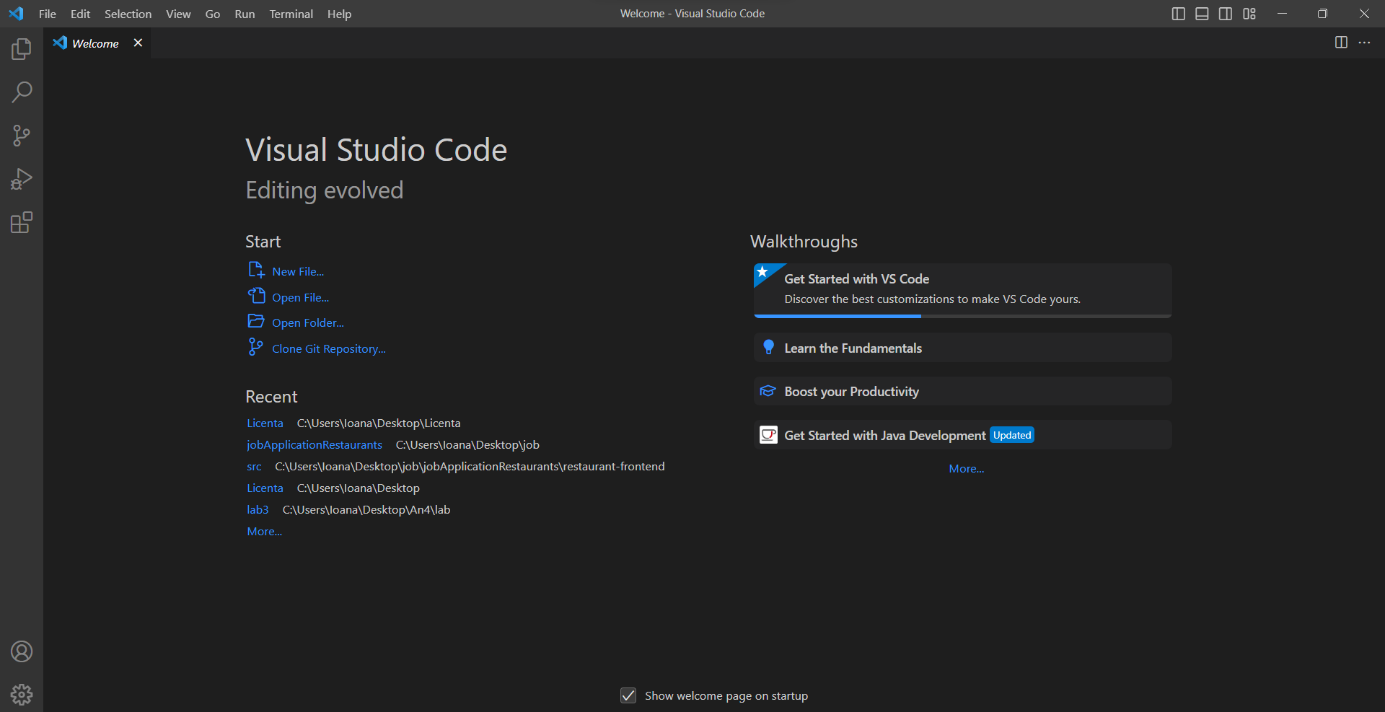 File Edit Selection View Go Run Terminal Help
Welcome - Visual Studio Code
Welcome
Visual Studio Code
Editing evolved
Start
New File...
Open File...
Open Folder...
Clone Git Repository...
Recent
Licenta C:\Users\Ioana\Desktop\Licenta
jobApplicationRestaurants C:\Users\Ioana\Desktop\job
src C:\Users\Ioana\Desktop\job\jobApplicationRestaurants\restaurant-frontend
Licenta C:\Users\Ioana\Desktop
lab3 C:\Users\Ioana\Desktop\An4\lab
More...
Walkthroughs
Get Started with VS Code
Discover the best customizations to make VS Code yours.
Learn the Fundamentals
Boost your Productivity
Get Started with Java Development Updated
More...
Show welcome page on startup